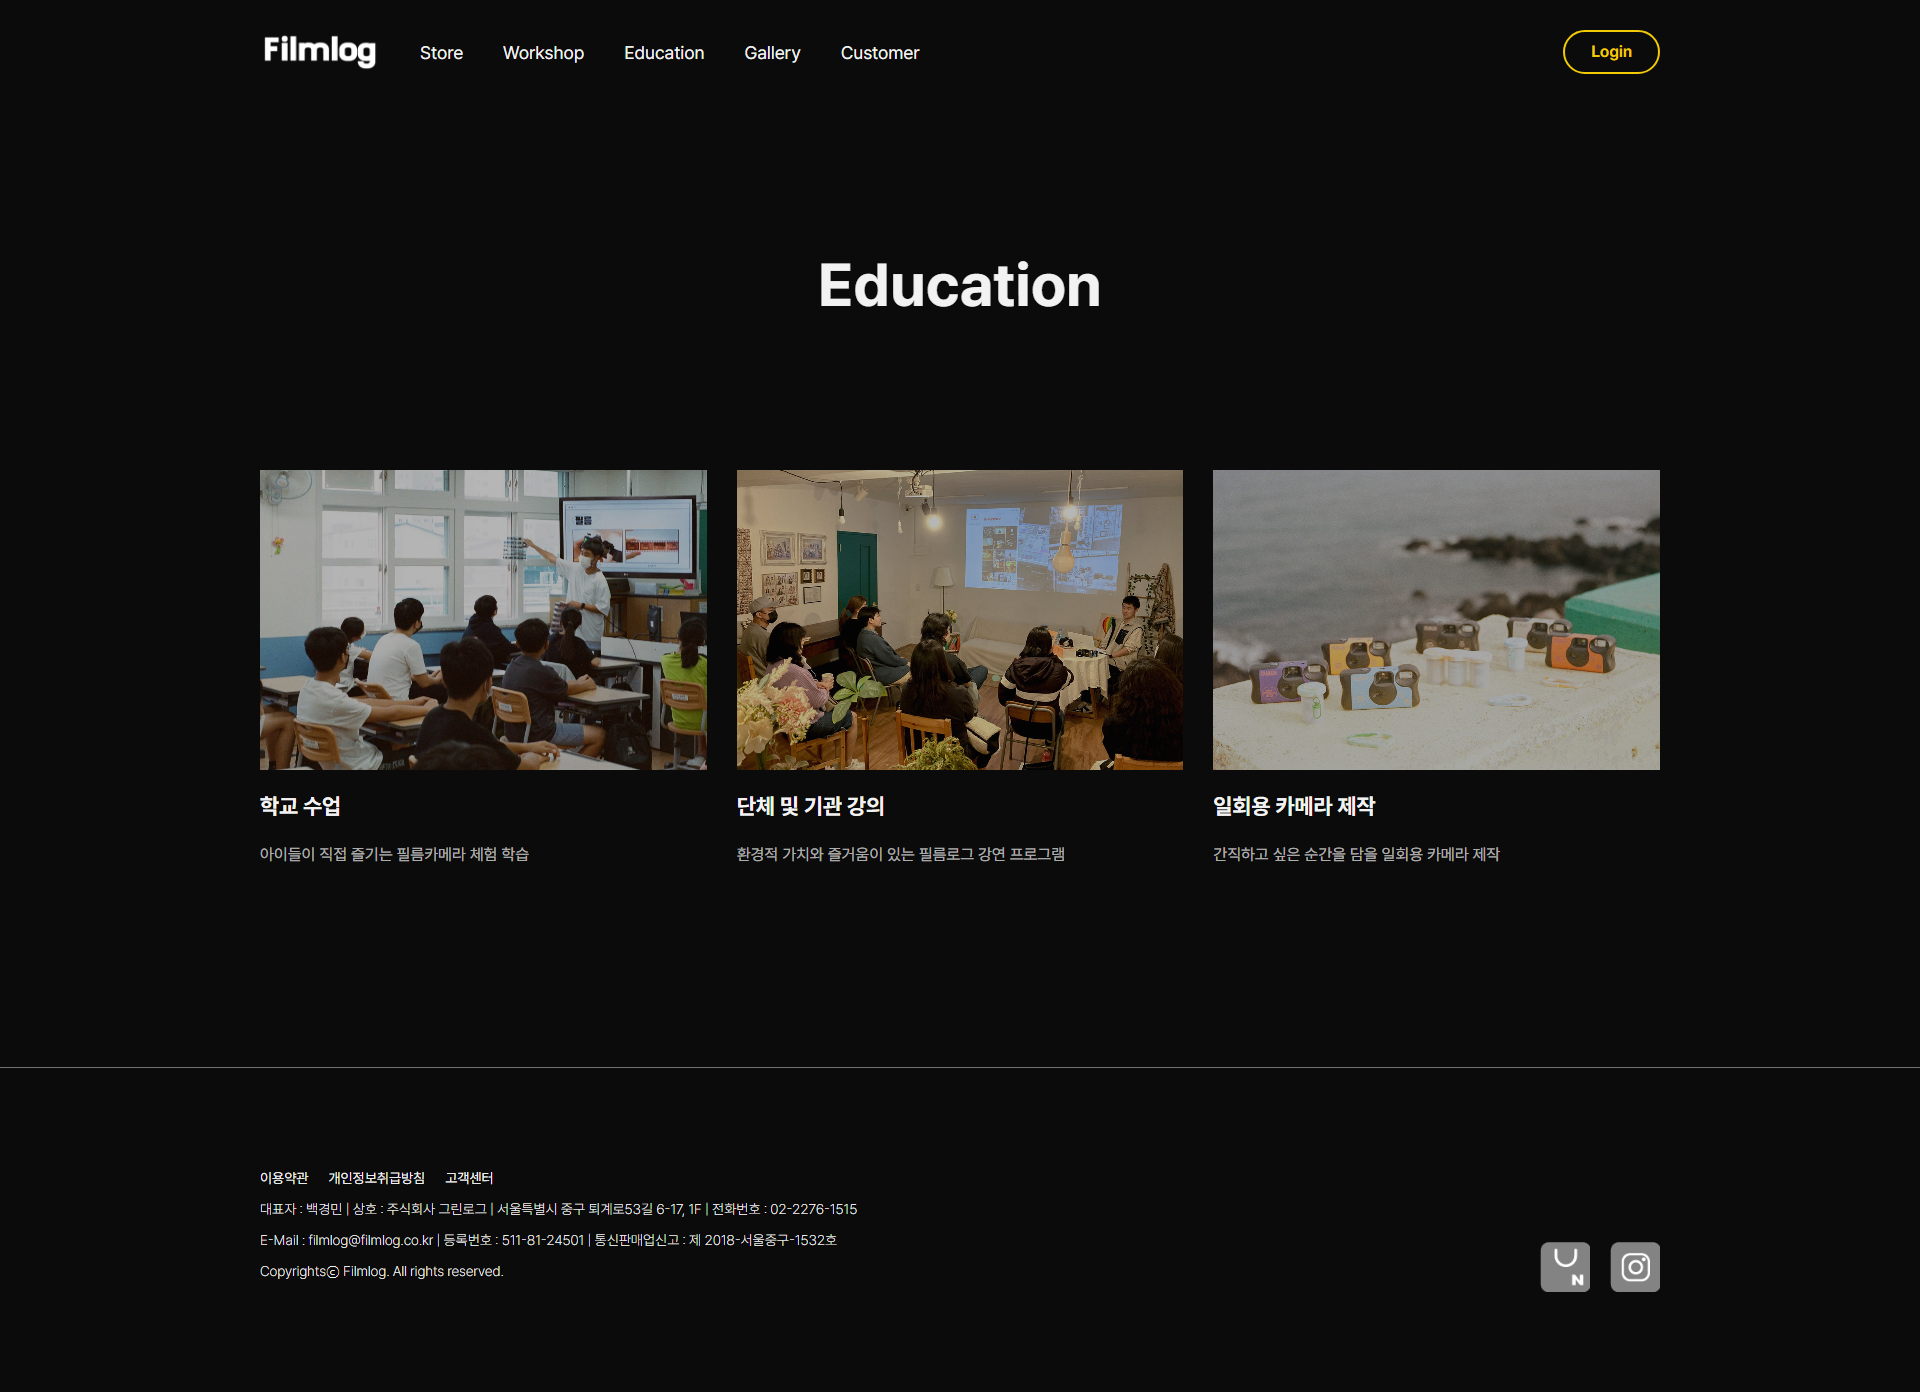 Filmlog
Store
Workshop
Education
Gallery
Customer
Login
Education
필름
학교 수업
아이들이 직접 즐기는 필름카메라 체험 학습
단체 및 기관 강의
환경적 가치와 즐거움이 있는 필름로그 강연 프로그램
일회용 카메라 제작
간직하고 싶은 순간을 담을 일회용 카메라 제작
이용약관 개인정보취급방침 고객센터
대표자 : 백경민 | 상호 : 주식회사 그린로그 | 서울특별시 중구 퇴계로53길 6-17, 1F | 전화번호 : 02-2276-1515
E-Mail : filmlog@filmlog.co.kr | 등록번호 : 511-81-24501 | 통신판매업신고 : 제 2018-서울중구-1532호
Copyrightsⓒ Filmlog. All rights reserved.
N